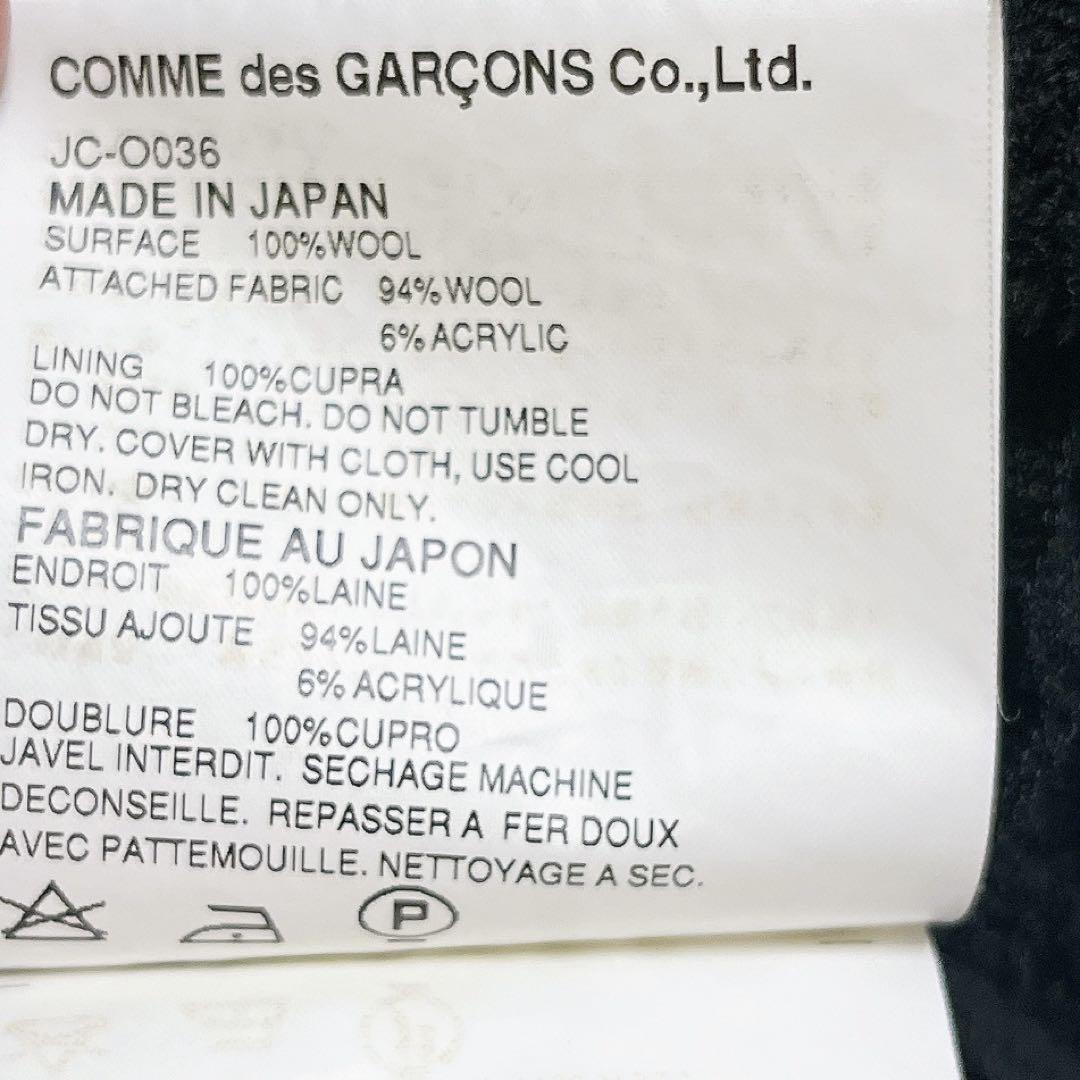 COMME des GARÇONS Co.,Ltd.
JC-O036
MADE IN JAPAN
SURFACE 100%WOOL
ATTACHED FABRIC 94%WOOL
6%ACRYLIC
LINING 100%CUPRA
DO NOT BLEACH. DO NOT TUMBLE
DRY. COVER WITH CLOTH, USE COOL
IRON. DRY CLEAN ONLY.
FABRIQUE AU JAPON
ENDROIT 100%LAINE
TISSU AJOUTE 94%LAINE
6%ACRYLIQUE
DOUBLURE 100%CUPRO
JAVEL INTERDIT. SECHAGE MACHINE
DECONSEILLE. REPASSER A FER DOUX
AVEC PATTEMOUILLE. NETTOYAGE A SEC.
P